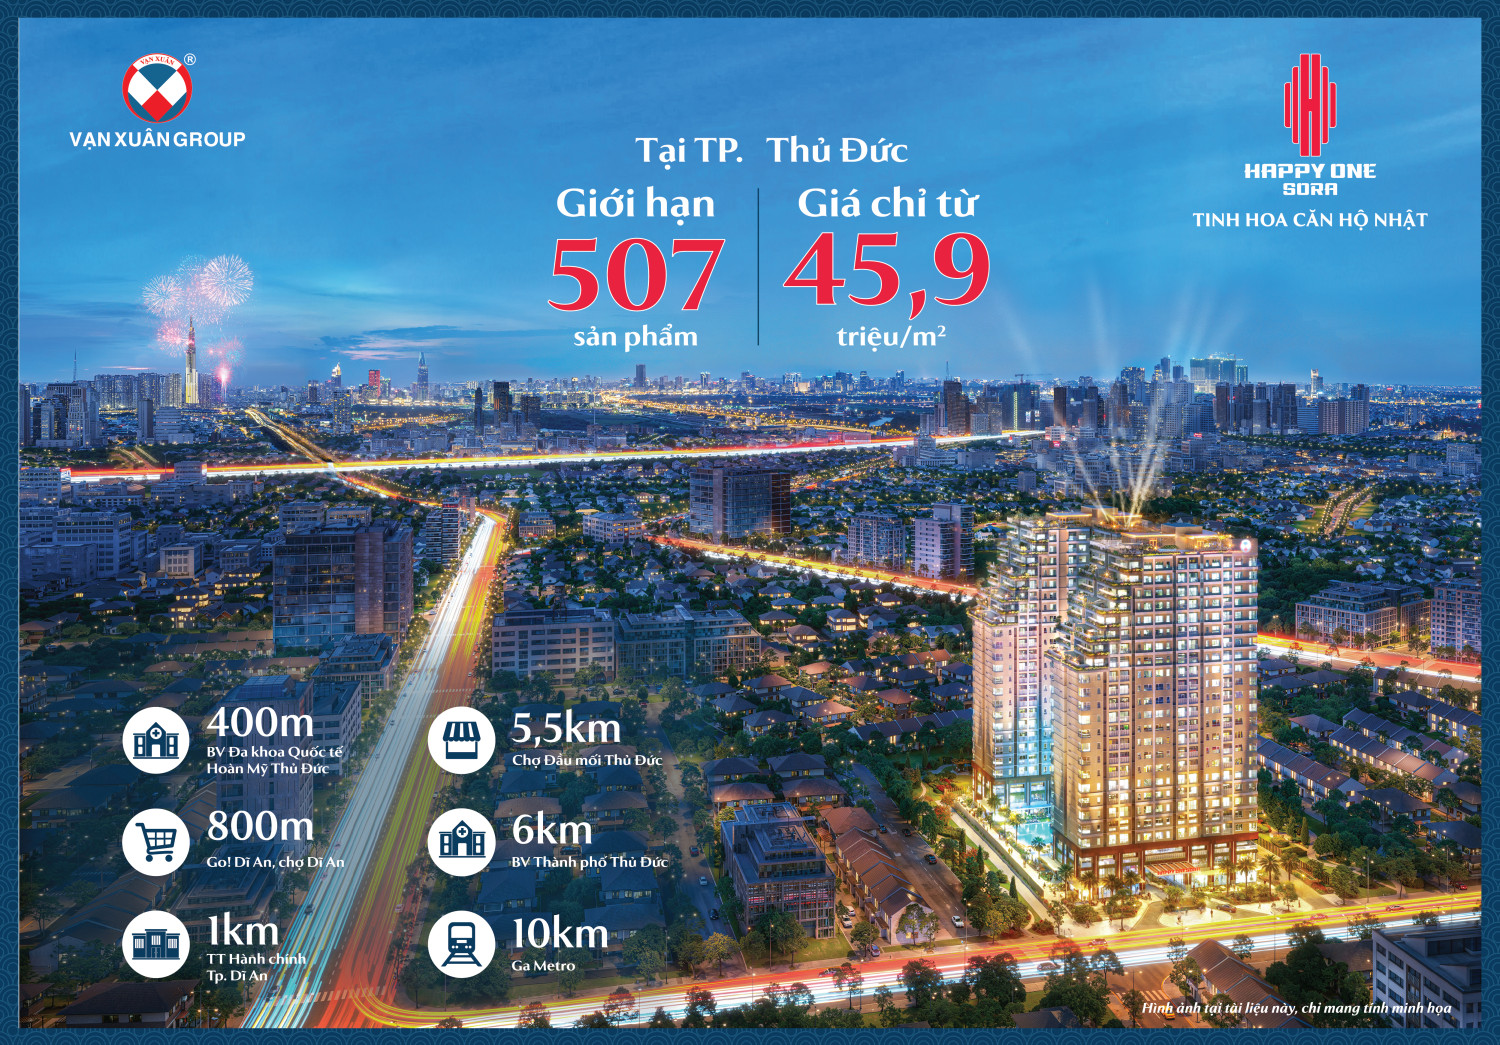 VẠN XUÂN
®
VẠN XUÂN GROUP
HAPPY ONE
SORA
TINH HOA CĂN HỘ NHẬT
Tại TP. Thủ Đức
Giới hạn
507
sản phẩm
Giá chỉ từ
45,9
triệu/m²
400m
BV Đa khoa Quốc tế
Hoàn Mỹ Thủ Đức
800m
Go! Dĩ An, chợ Dĩ An
1km
TT Hành chính
Tp. Dĩ An
5,5km
Chợ Đầu mối Thủ Đức
6km
BV Thành phố Thủ Đức
10km
Ga Metro
Hình ảnh tại tài liệu này, chỉ mang tính minh họa